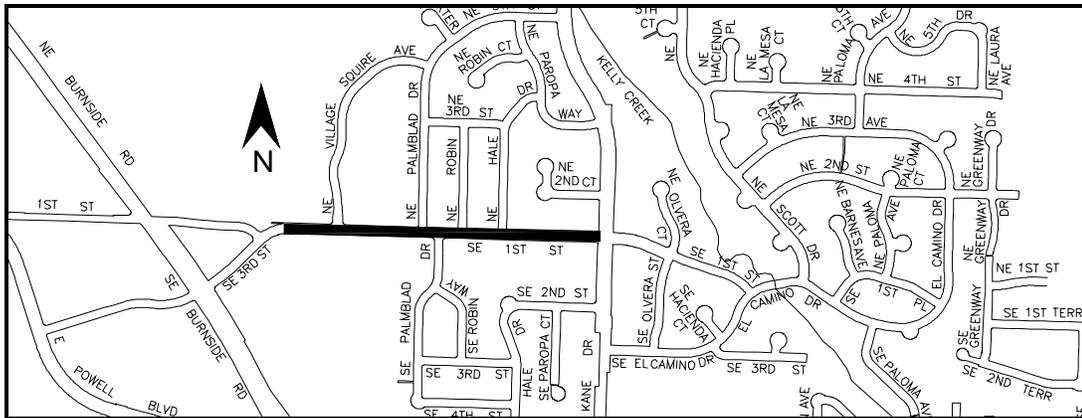 NE BURNSIDE RD
SE BURNSIDE RD
1ST ST
SE 3RD ST
E POWELL BLVD
N
NE VILLAGE SQUIRE AVE
NE PALMBLAD DR
NE ROBIN CT
NE PAROPA WAY
NE 3RD ST
DR
NE ROBIN
NE HALE
NE 2ND CT
KELLY CREEK
SE 1ST ST
SE PALMBLAD DR
SE ROBIN WAY
SE 2ND ST
SE 3RD ST
SE 4TH ST
HALE DR
SE PAROPA CT
KANE DR
NE
5TH CT
NE HACIENDA PL
NE LA MESA CT
NE LA MESA CT
NE PALOMA AVE
NE 5TH DR
NE LAURA AVE
NE 4TH ST
NE 3RD AVE
NE 2ND ST
NE PALOMA CT
NE GREENWAY DR
NE GREENWAY DR
NE BARNES AVE
NE PALOMA AVE
EL CAMINO DR
NE SCOTT DR
NE OLVERA CT
SE 1ST ST
SE OLVERA ST
SE HACIENDA CT
EL CAMINO DR
SE 1ST PL
SE EL CAMINO DR
SE 3RD ST
SE PALOMA AV
NE 1ST ST
SE 1ST TERR
SE GREENWAY
SE 2ND TERR